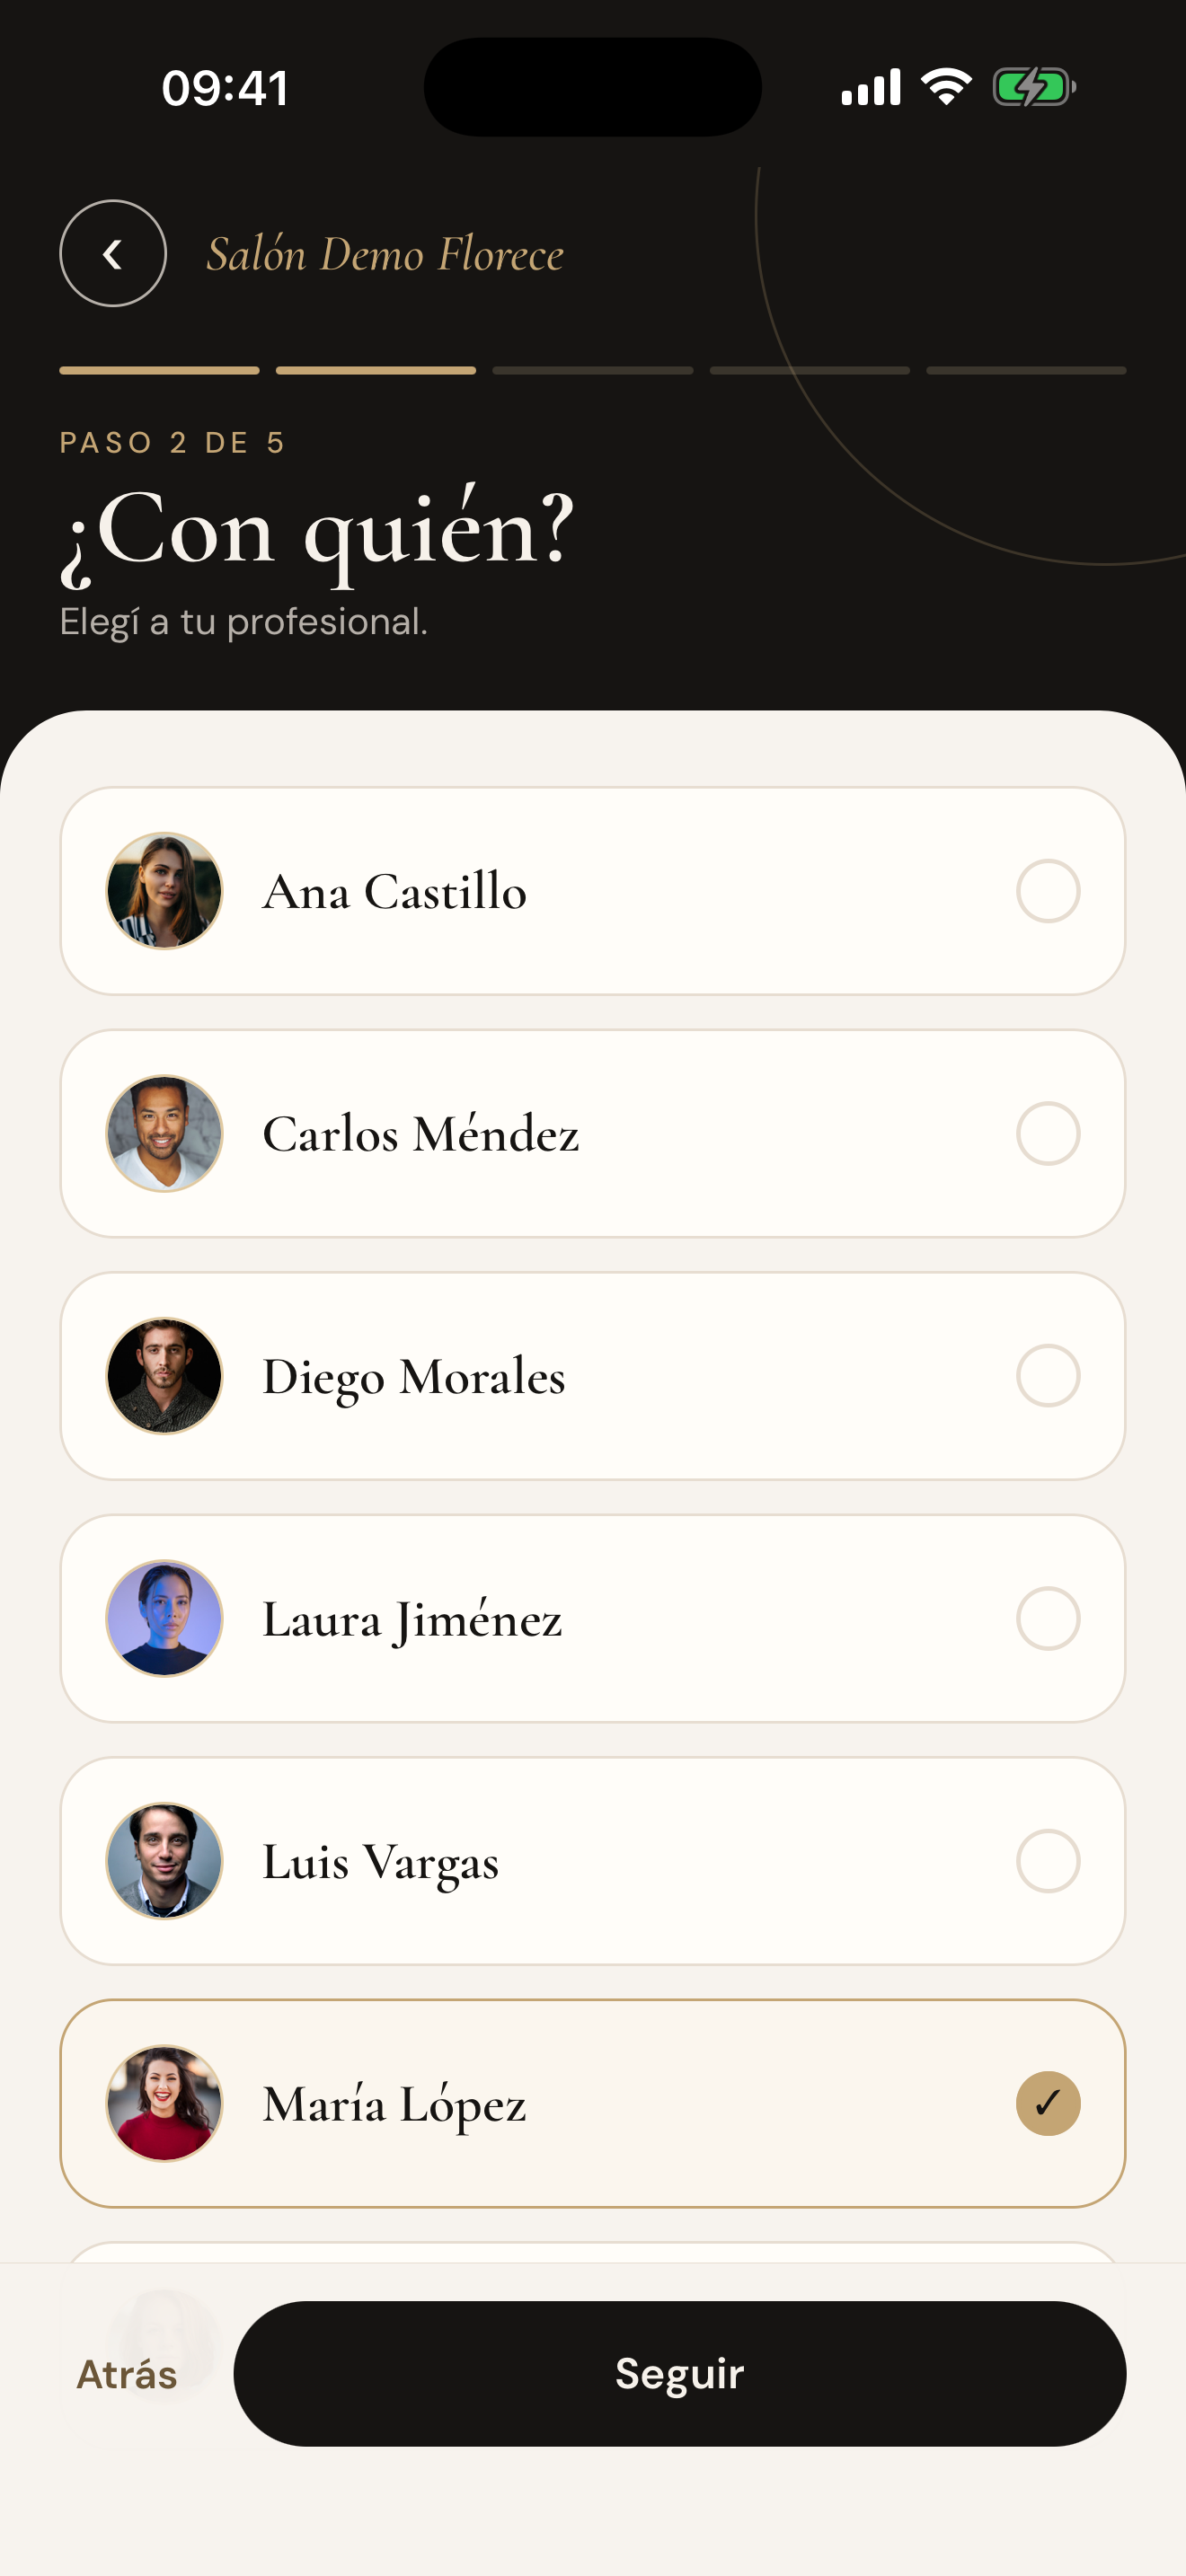 09:41
Salón Demo Florece
PASO 2 DE 5
¿Con quién?
Elegí a tu profesional.
Ana Castillo
Carlos Méndez
Diego Morales
Laura Jiménez
Luis Vargas
María López
Atrás
Seguir